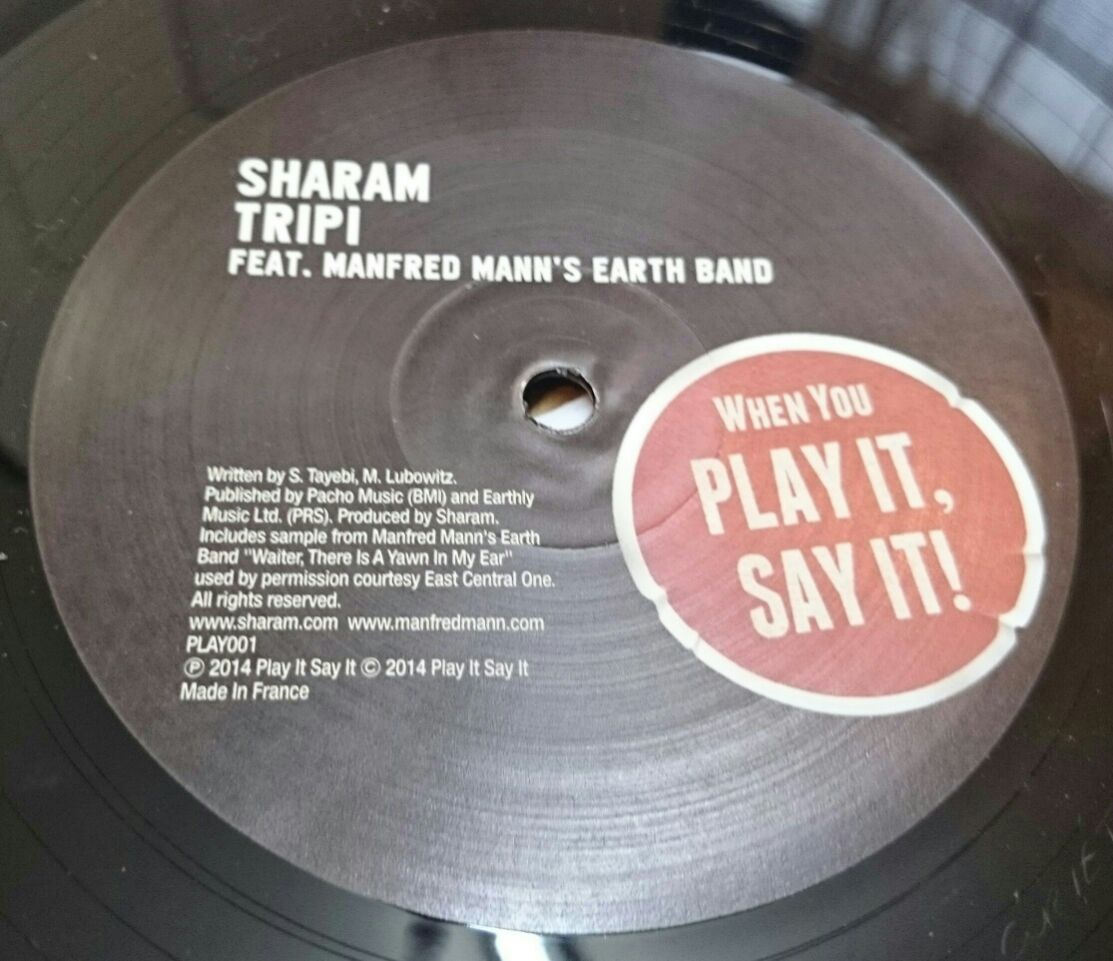 SHARAM
TRIPI
FEAT. MANFRED MANN'S EARTH BAND
WHEN YOU
PLAY IT,
SAY IT!
Written by S. Tayebi, M. Lubowitz.
Published by Pacho Music (BMI) and Earthly
Music Ltd. (PRS). Produced by Sharam.
Includes sample from Manfred Mann's Earth
Band "Waiter, There Is A Yawn In My Ear"
used by permission courtesy East Central One.
All rights reserved.
www.sharam.com www.manfredmann.com
PLAY001
℗ 2014 Play It Say It © 2014 Play It Say It
Made In France